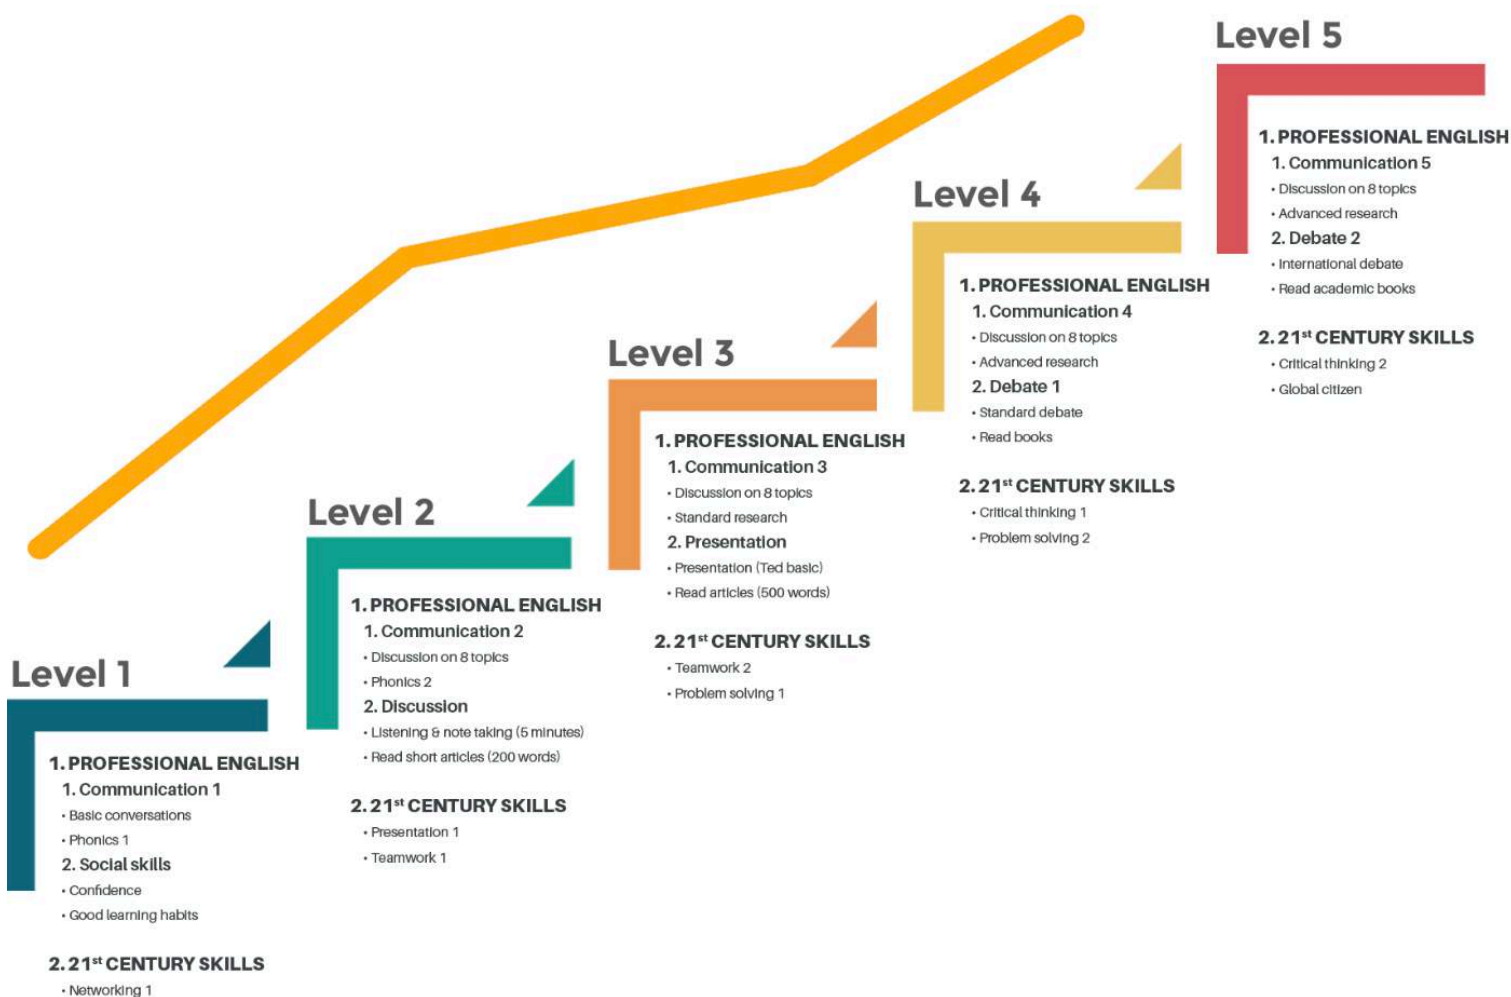 Level 1
1. PROFESSIONAL ENGLISH
1. Communication 1
• Basic conversations
• Phonics 1
2. Social skills
• Confidence
• Good learning habits
2. 21st CENTURY SKILLS
• Networking 1
Level 2
1. PROFESSIONAL ENGLISH
1. Communication 2
• Discussion on 8 topics
• Phonics 2
2. Discussion
• Listening & note taking (5 minutes)
• Read short articles (200 words)
2. 21st CENTURY SKILLS
• Presentation 1
• Teamwork 1
Level 3
1. PROFESSIONAL ENGLISH
1. Communication 3
• Discussion on 8 topics
• Standard research
2. Presentation
• Presentation (Ted basic)
• Read articles (500 words)
2. 21st CENTURY SKILLS
• Teamwork 2
• Problem solving 1
Level 4
1. PROFESSIONAL ENGLISH
1. Communication 4
• Discussion on 8 topics
• Advanced research
2. Debate 1
• Standard debate
• Read books
2. 21st CENTURY SKILLS
• Critical thinking 1
• Problem solving 2
Level 5
1. PROFESSIONAL ENGLISH
1. Communication 5
• Discussion on 8 topics
• Advanced research
2. Debate 2
• International debate
• Read academic books
2. 21st CENTURY SKILLS
• Critical thinking 2
• Global citizen